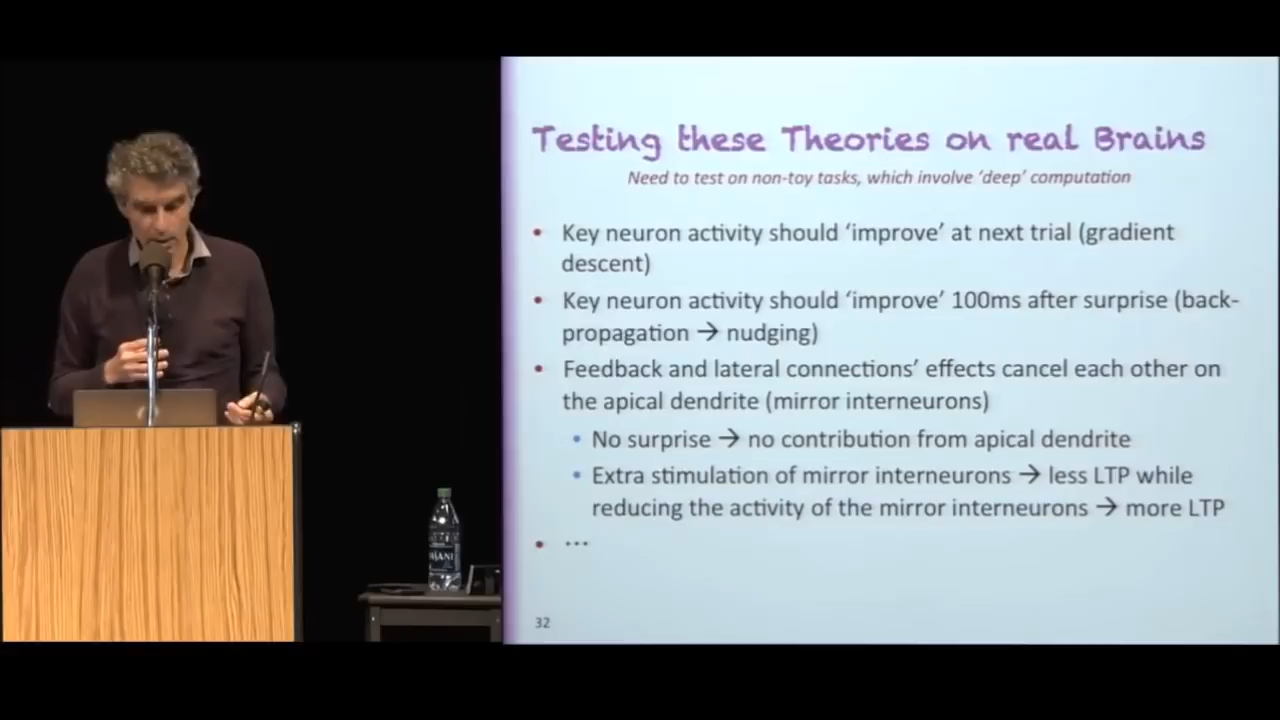 Testing these Theories on real Brains
Need to test on non-toy tasks, which involve ‘deep’ computation
• Key neuron activity should ‘improve’ at next trial (gradient
descent)
• Key neuron activity should ‘improve’ 100ms after surprise (back-
propagation → nudging)
• Feedback and lateral connections’ effects cancel each other on
the apical dendrite (mirror interneurons)
• No surprise → no contribution from apical dendrite
• Extra stimulation of mirror interneurons → less LTP while
reducing the activity of the mirror interneurons → more LTP
• ...
32